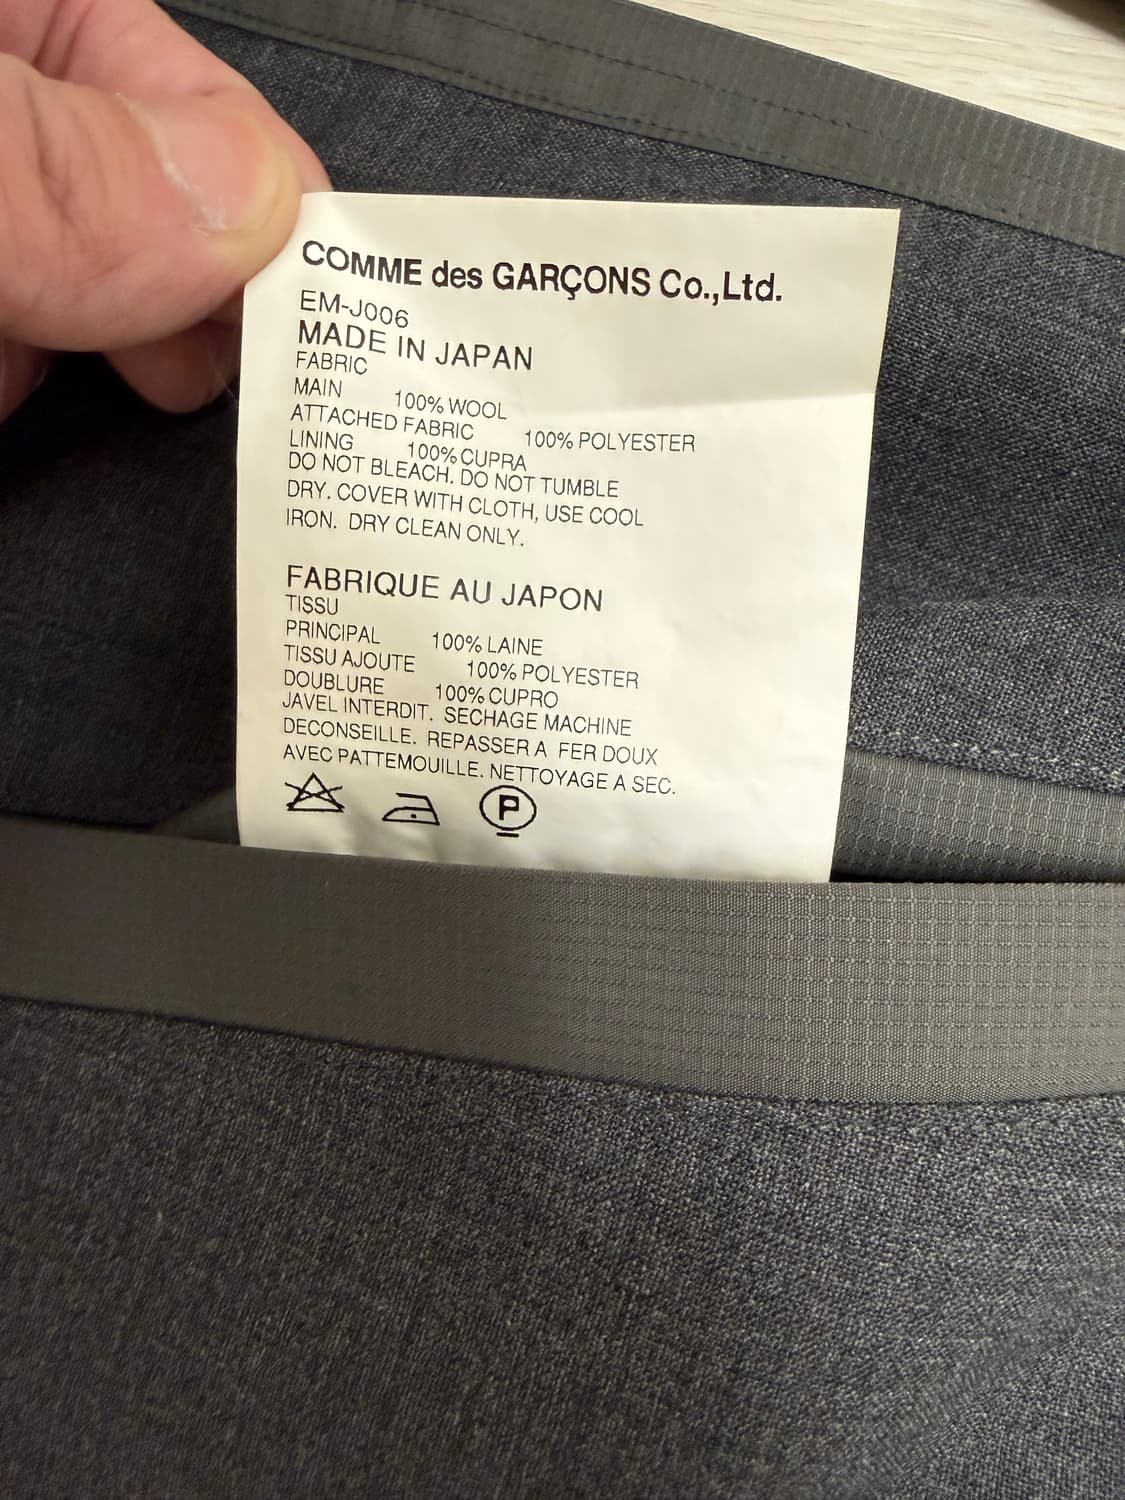 COMME des GARÇONS Co.,Ltd.
EM-J006
MADE IN JAPAN
FABRIC
MAIN 100% WOOL
ATTACHED FABRIC 100% POLYESTER
LINING 100% CUPRA
DO NOT BLEACH. DO NOT TUMBLE
DRY. COVER WITH CLOTH, USE COOL
IRON. DRY CLEAN ONLY.
FABRIQUE AU JAPON
TISSU
PRINCIPAL 100% LAINE
TISSU AJOUTE 100% POLYESTER
DOUBLURE 100% CUPRO
JAVEL INTERDIT. SECHAGE MACHINE
DECONSEILLE. REPASSER A FER DOUX
AVEC PATTEMOUILLE. NETTOYAGE A SEC.
P